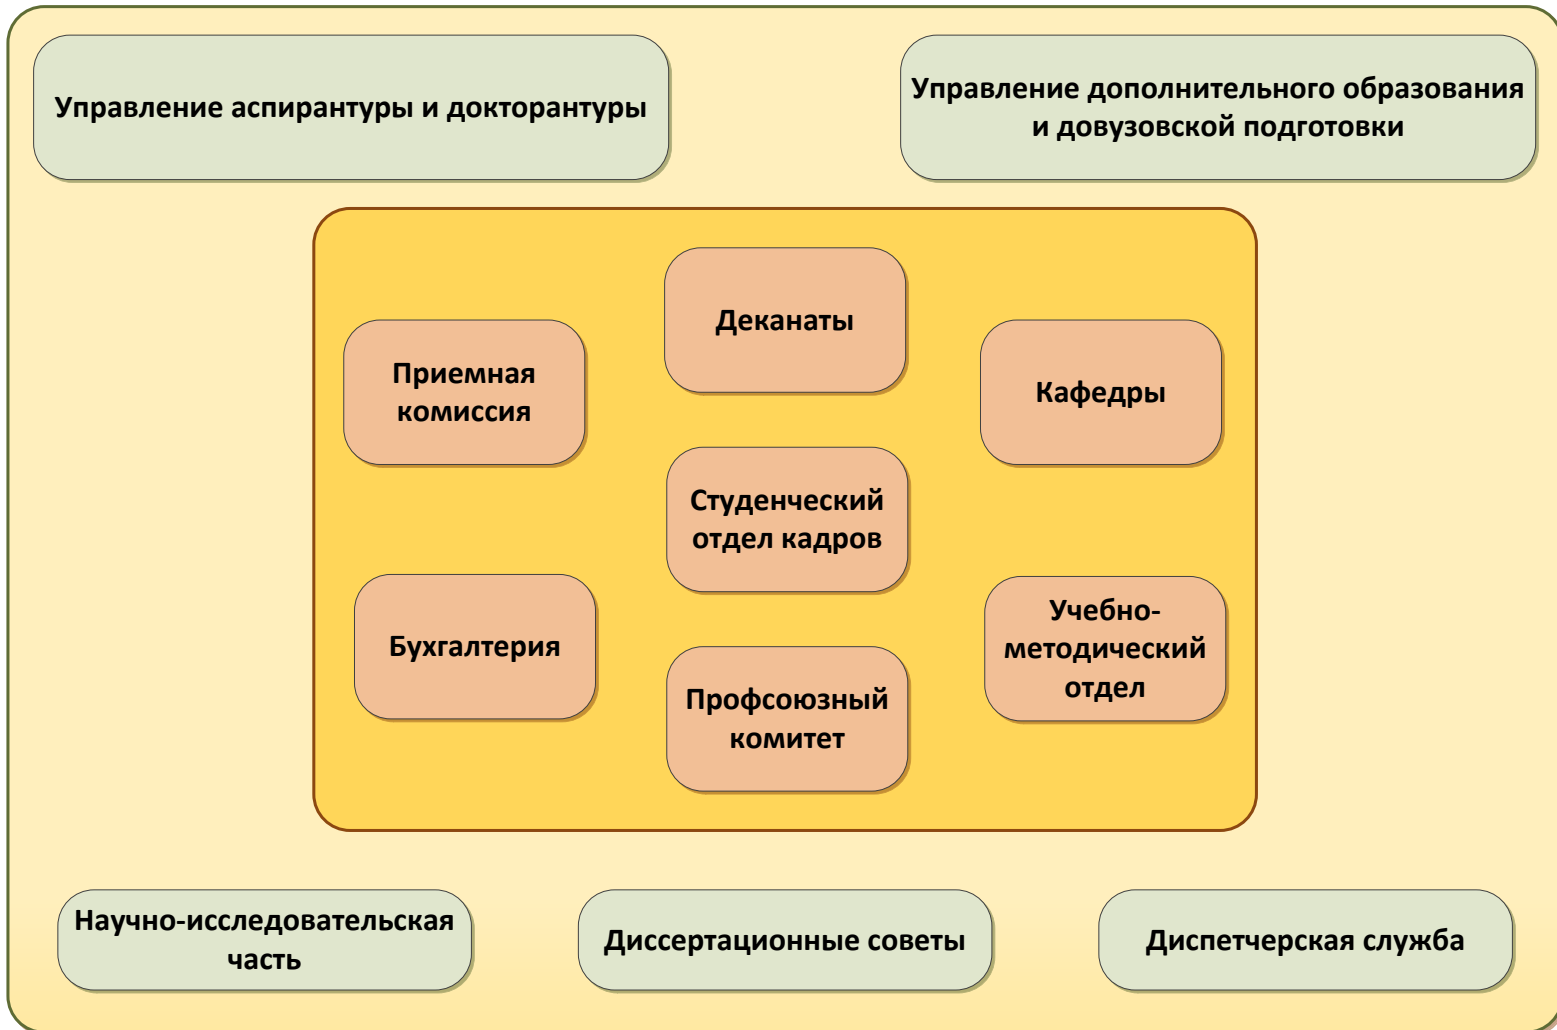 Управление аспирантуры и докторантуры
Управление дополнительного образования
и довузовской подготовки
Деканаты
Приемная
комиссия
Кафедры
Студенческий
отдел кадров
Бухгалтерия
Учебно-
методический
отдел
Профсоюзный
комитет
Научно-исследовательская
часть
Диссертационные советы
Диспетчерская служба